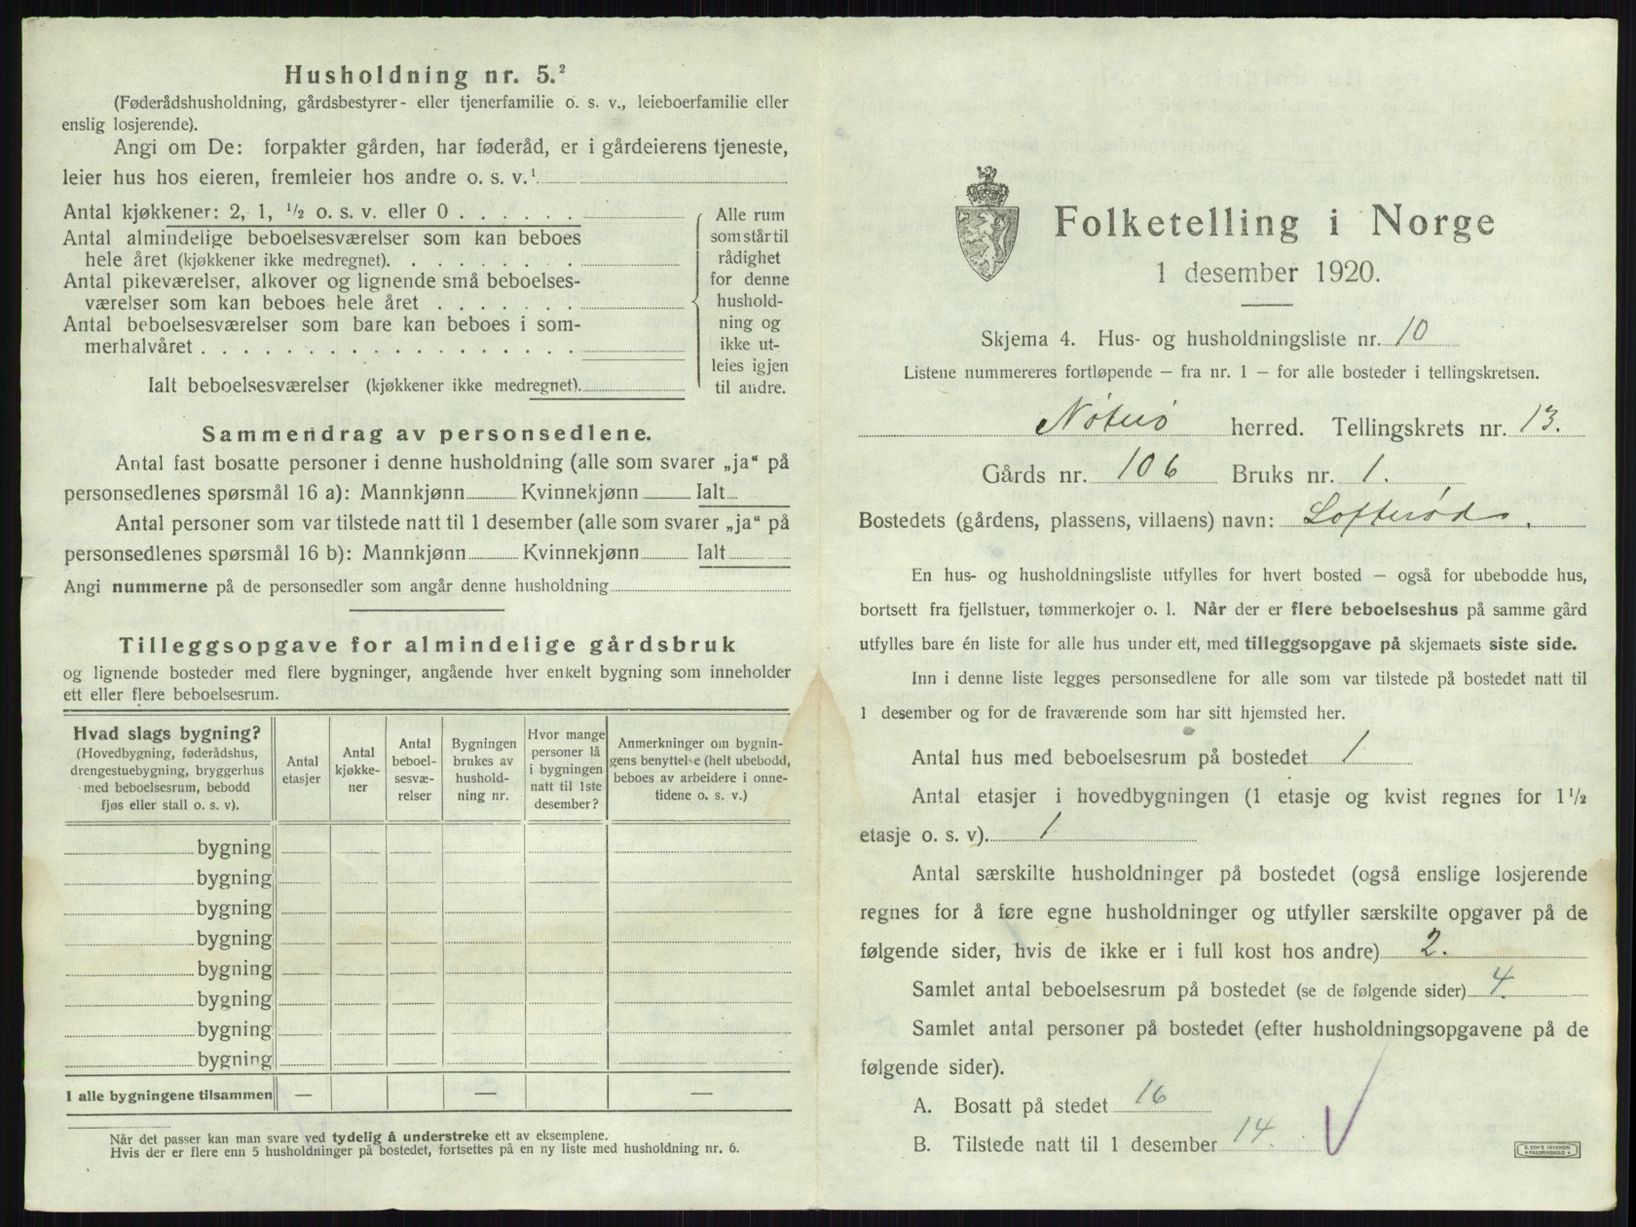 Husholdning nr. 5.²
(Føderådshusholdning, gårdsbestyrer- eller tjenerfamilie o. s. v., leieboerfamilie eller
enslig losjerende).
Angi om De: forpakter gården, har føderåd, er i gårdeierens tjeneste,
leier hus hos eieren, fremleier hos andre o. s. v.¹
Antal kjøkkener: 2, 1, ½ o. s. v. eller 0 . . . . . .
Antal almindelige beboelsesværelser som kan beboes
hele året (kjøkkener ikke medregnet). . . . . . . . .
Antal pikeværelser, alkover og lignende små beboelses-
værelser som kan beboes hele året . . . . . . .
Antal beboelsesværelser som bare kan beboes i som-
merhalvåret . . . . . . . . . . . . . . . . . .
Ialt beboelsesværelser (kjøkkener ikke medregnet).
Alle rum
som står til
rådighet
for denne
hushold-
ning og
ikke ut-
leies igjen
til andre.
Sammendrag av personsedlene.
Antal fast bosatte personer i denne husholdning (alle som svarer „ja“ på
personsedlenes spørsmål 16 a): Mannkjønn Kvinnekjønn Ialt
Antal personer som var tilstede natt til 1 desember (alle som svarer „ja“ på
personsedlenes spørsmål 16 b): Mannkjønn Kvinnekjønn Ialt
Angi nummerne på de personsedler som angår denne husholdning
Tilleggsopgave for almindelige gårdsbruk
og lignende bosteder med flere bygninger, angående hver enkelt bygning som inneholder
ett eller flere beboelsesrum.
Hvad slags bygning?
(Hovedbygning, føderådshus,
drengestuebygning, bryggerhus
med beboelsesrum, bebodd
fjøs eller stall o. s. v).
Antal
etasjer
Antal
kjøkke-
ner
Antal
beboel-
sesvæ-
relser
Bygningen
brukes av
hushold-
ning nr.
Hvor mange
personer lå
i bygningen
natt til 1ste
desember?
Anmerkninger om bygnin-
gens benyttelse (helt ubebodd,
beboes av arbeidere i onne-
tidene o. s. v.)
bygning
bygning
bygning
bygning
bygning
bygning
bygning
bygning
I alle bygningene tilsammen — — —
Når det passer kan man svare ved tydelig å understreke ett av eksemplene.
Hvis der er flere enn 5 husholdninger på bostedet, fortsettes på en ny liste med husholdning nr. 6.
Folketelling i Norge
1 desember 1920.
Skjema 4. Hus- og husholdningsliste nr. 10
Listene nummereres fortløpende — fra nr. 1 — for alle bosteder i tellingskretsen.
Nøterø herred. Tellingskrets nr. 13.
Gårds nr. 106 Bruks nr. 1.
Bostedets (gårdens, plassens, villaens) navn: Lofterød.
En hus- og husholdningsliste utfylles for hvert bosted — også for ubebodde hus,
bortsett fra fjellstuer, tømmerkojer o. l. Når der er flere beboelseshus på samme gård
utfylles bare én liste for alle hus under ett, med tilleggsopgave på skjemaets siste side.
Inn i denne liste legges personsedlene for alle som var tilstede på bostedet natt til
1 desember og for de fraværende som har sitt hjemsted her.
Antal hus med beboelsesrum på bostedet 1
Antal etasjer i hovedbygningen (1 etasje og kvist regnes for 1½
etasje o. s. v). 1
Antal særskilte husholdninger på bostedet (også enslige losjerende
regnes for å føre egne husholdninger og utfyller særskilte opgaver på de
følgende sider, hvis de ikke er i full kost hos andre) 2.
Samlet antal beboelsesrum på bostedet (se de følgende sider) 4.
Samlet antal personer på bostedet (efter husholdningsopgavene på de
følgende sider).
A. Bosatt på stedet 16
B. Tilstede natt til 1 desember 14.